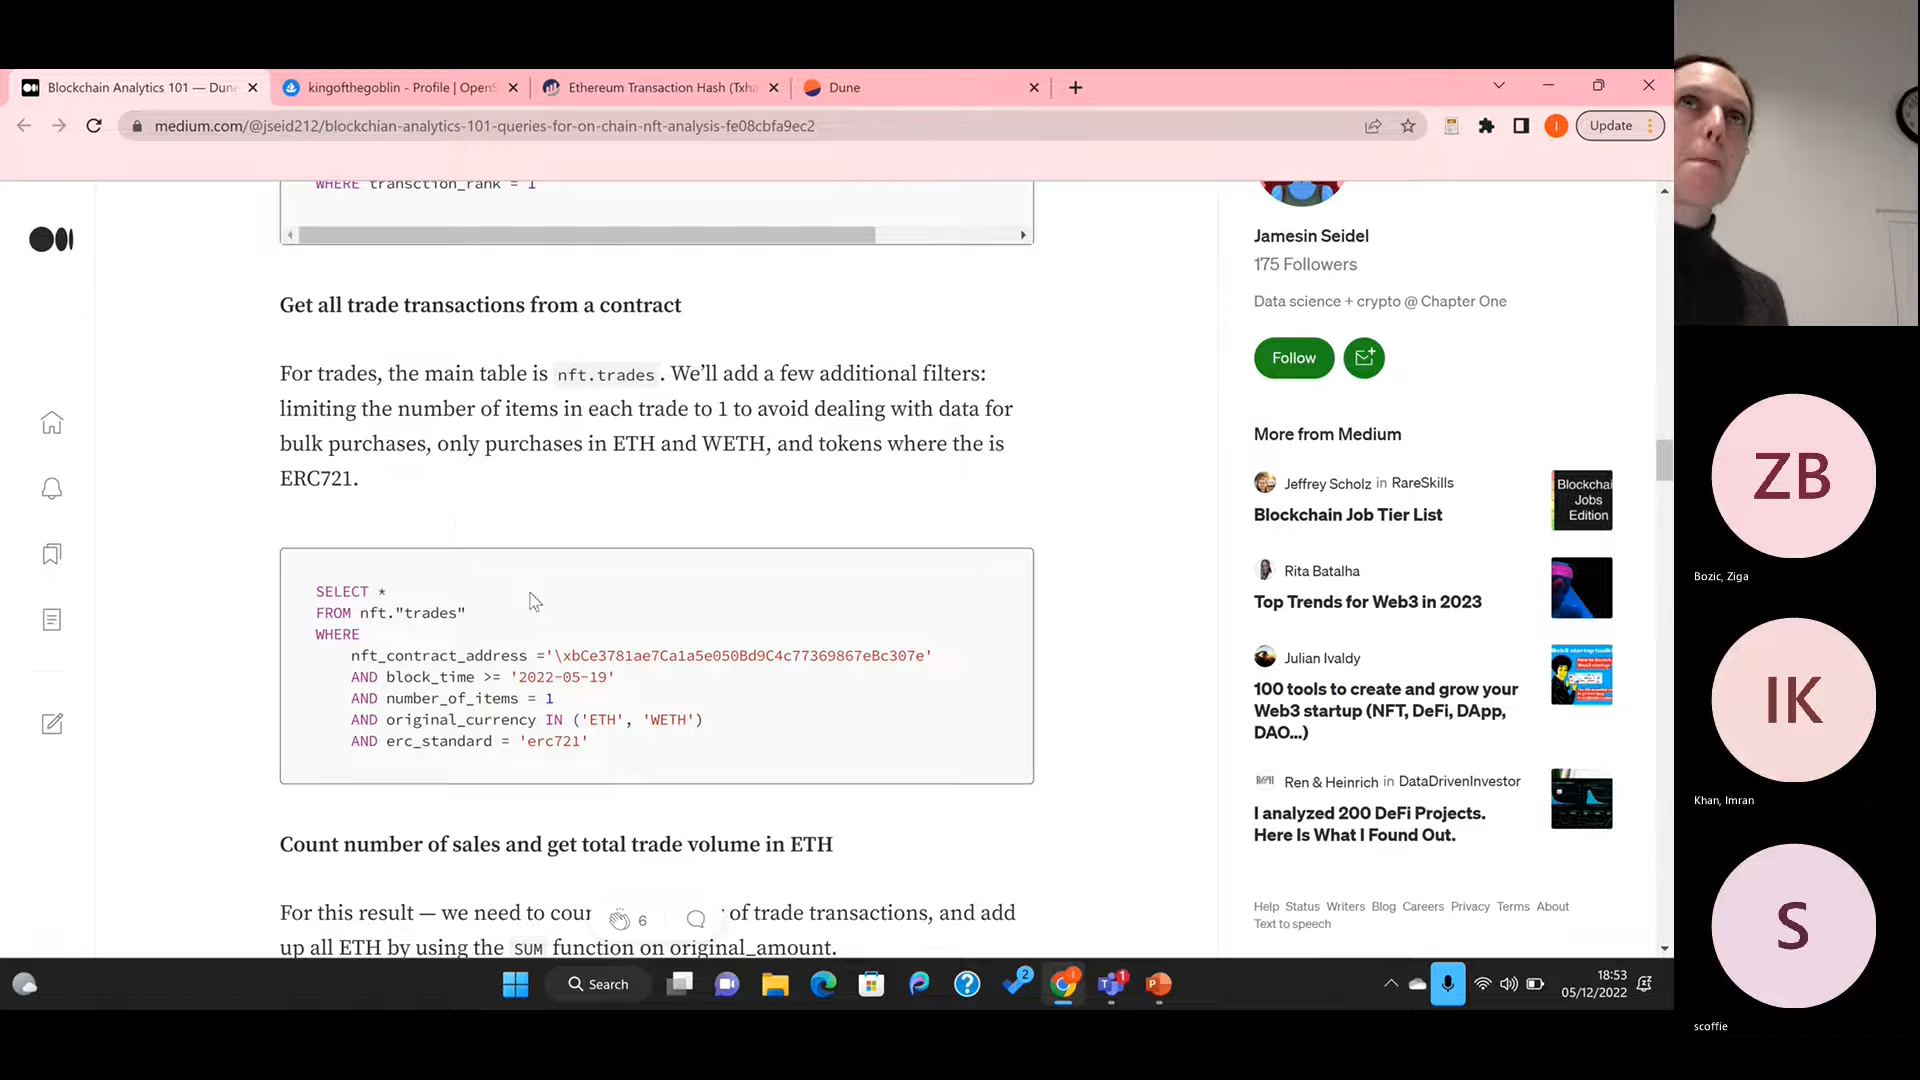 Blockchain Analytics 101 — Dune
kingofthegoblin - Profile | OpenS
Ethereum Transaction Hash (Txha
Dune
medium.com/@jseid212/blockchian-analytics-101-queries-for-on-chain-nft-analysis-fe08cbfa9ec2
I
Update
WHERE transction_rank = 1
Get all trade transactions from a contract
For trades, the main table is nft.trades. We’ll add a few additional filters:
limiting the number of items in each trade to 1 to avoid dealing with data for
bulk purchases, only purchases in ETH and WETH, and tokens where the is
ERC721.
SELECT *
FROM nft."trades"
WHERE
nft_contract_address ='\xbCe3781ae7Ca1a5e050Bd9C4c77369867eBc307e'
AND block_time >= '2022-05-19'
AND number_of_items = 1
AND original_currency IN ('ETH', 'WETH')
AND erc_standard = 'erc721'
Count number of sales and get total trade volume in ETH
For this result — we need to cour of trade transactions, and add
6
up all ETH by using the SUM function on original_amount.
Jamesin Seidel
175 Followers
Data science + crypto @ Chapter One
Follow
More from Medium
Jeffrey Scholz in RareSkills
Blockchain Job Tier List
Blockchai
Jobs
Edition
Rita Batalha
Top Trends for Web3 in 2023
Julian Ivaldy
100 tools to create and grow your
Web3 startup (NFT, DeFi, DApp,
DAO...)
Ren & Heinrich in DataDrivenInvestor
I analyzed 200 DeFi Projects.
Here Is What I Found Out.
Help Status Writers Blog Careers Privacy Terms About
Text to speech
Search
2
1
18:53
05/12/2022
ZB
Bozic, Ziga
IK
Khan, Imran
S
scoffie